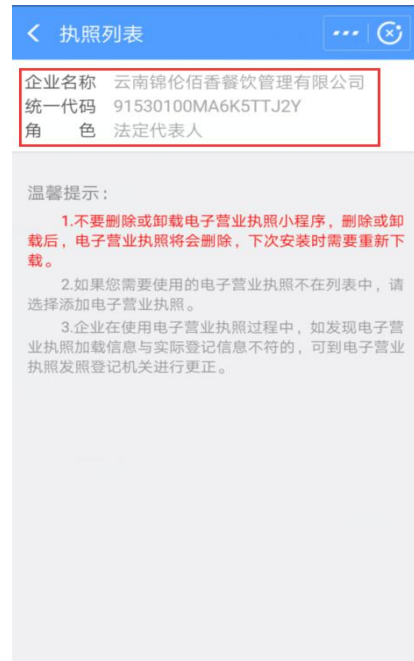 执照列表
企业名称 云南锦伦佰香餐饮管理有限公司
统一代码 91530100MA6K5TTJ2Y
角 色 法定代表人
温馨提示：
1.不要删除或卸载电子营业执照小程序，删除或卸
载后，电子营业执照将会删除，下次安装时需要重新下
载。
2.如果您需要使用的电子营业执照不在列表中，请
选择添加电子营业执照。
3.企业在使用电子营业执照过程中，如发现电子营
业执照加载信息与实际登记信息不符的，可到电子营业
执照发照登记机关进行更正。